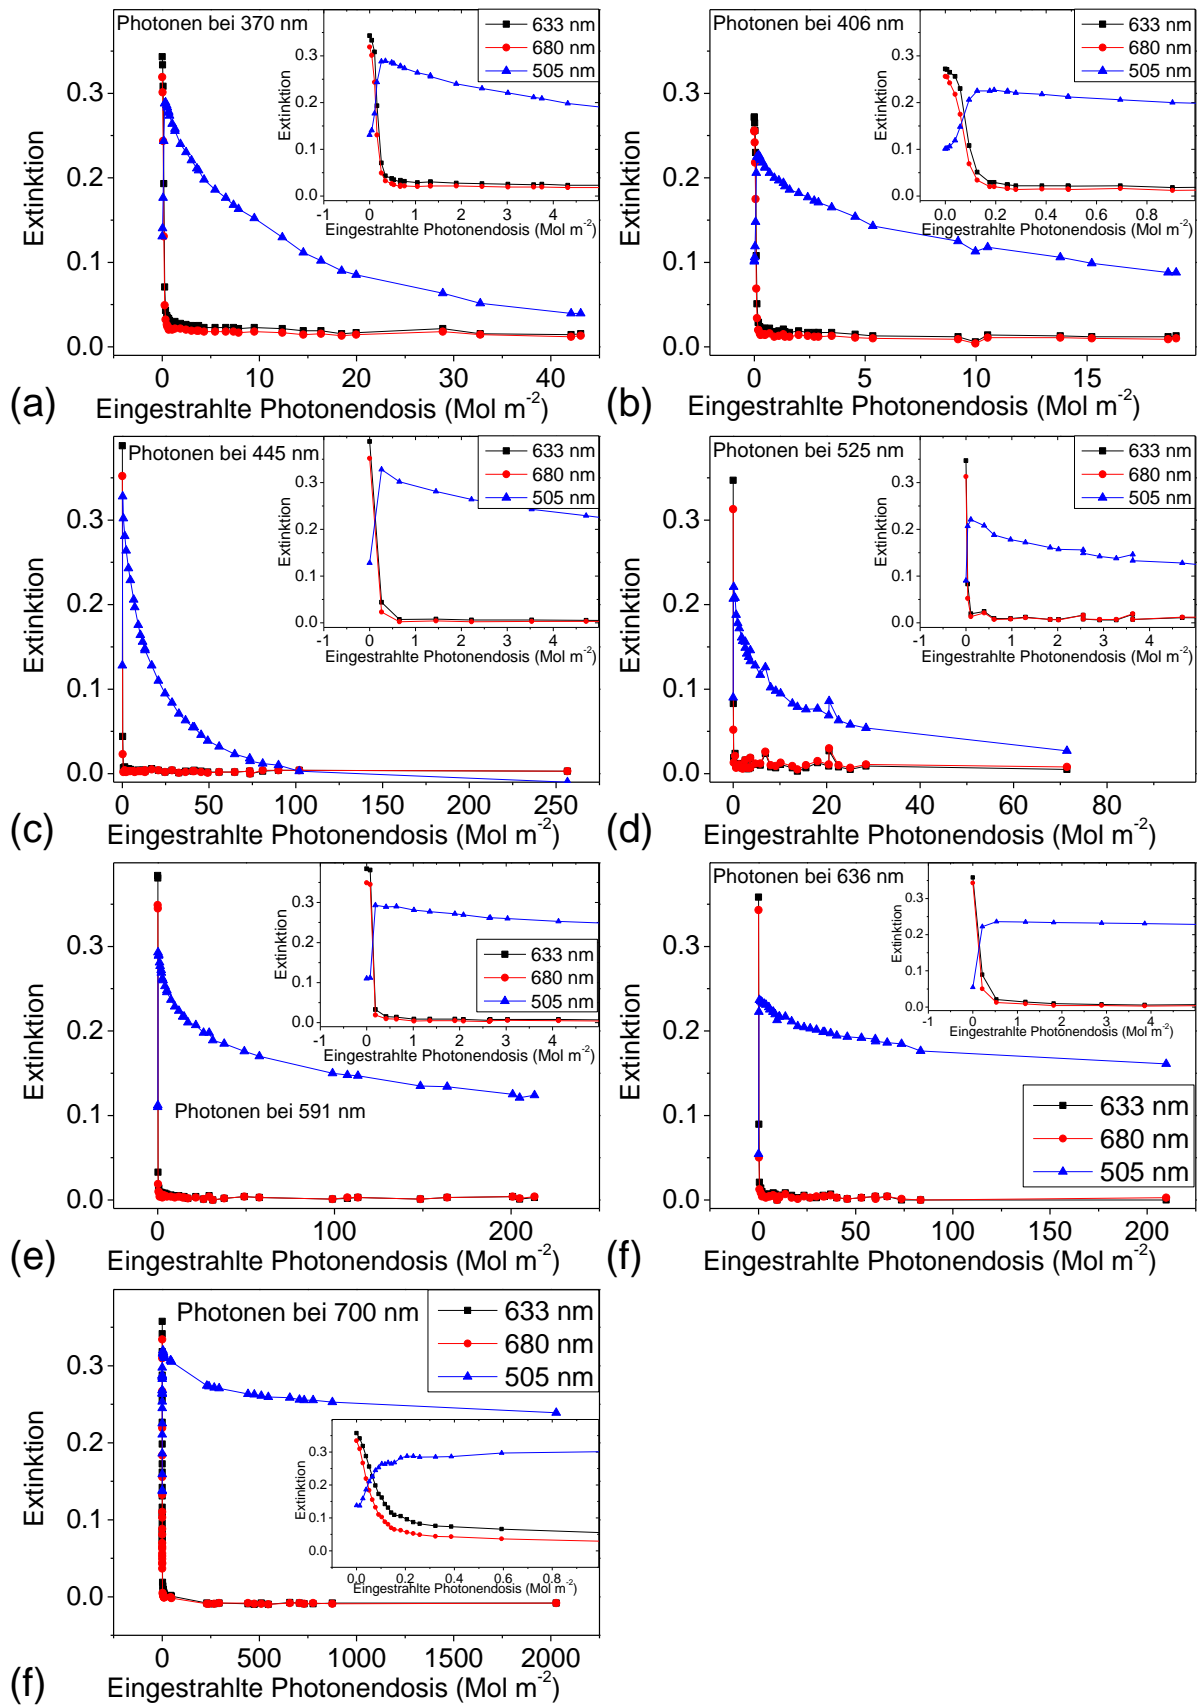 Photonen bei 370 nm
633 nm
680 nm
505 nm
Extinktion
0.4
0.3
0.2
0.1
0.0
-1 0 1 2 3 4
Eingestrahlte Photonendosis (Mol m-2)
Extinktion
0.3
0.2
0.1
0.0
0 10 20 30 40
(a) Eingestrahlte Photonendosis (Mol m-2)
Photonen bei 406 nm
633 nm
680 nm
505 nm
Extinktion
0.4
0.3
0.2
0.1
0.0
0.0 0.2 0.4 0.6 0.8
Eingestrahlte Photonendosis (Mol m-2)
Extinktion
0.3
0.2
0.1
0.0
0 5 10 15
(b) Eingestrahlte Photonendosis (Mol m-2)
Photonen bei 445 nm
633 nm
680 nm
505 nm
Extinktion
0.3
0.2
0.1
0.0
-1 0 1 2 3 4
Eingestrahlte Photonendosis (Mol m-2)
Extinktion
0.3
0.2
0.1
0.0
0 50 100 150 200 250
(c) Eingestrahlte Photonendosis (Mol m-2)
Photonen bei 525 nm
633 nm
680 nm
505 nm
Extinktion
0.3
0.2
0.1
0.0
-1 0 1 2 3 4
Eingestrahlte Photonendosis (Mol m-2)
Extinktion
0.3
0.2
0.1
0.0
0 20 40 60 80
(d) Eingestrahlte Photonendosis (Mol m-2)
Extinktion
0.3
0.2
0.1
0.0
-1 0 1 2 3 4
Eingestrahlte Photonendosis (Mol m-2)
633 nm
680 nm
505 nm
Photonen bei 591 nm
Extinktion
0.3
0.2
0.1
0.0
0 100 200
(e) Eingestrahlte Photonendosis (Mol m-2)
Photonen bei 636 nm
Extinktion
0.3
0.2
0.1
0.0
-1 0 1 2 3 4
Eingestrahlte Photonendosis (Mol m-2)
633 nm
680 nm
505 nm
Extinktion
0.3
0.2
0.1
0.0
0 50 100 150 200
(f) Eingestrahlte Photonendosis (Mol m-2)
Photonen bei 700 nm
633 nm
680 nm
505 nm
Extinktion
0.3
0.2
0.1
0.0
0.0 0.2 0.4 0.6 0.8
Eingestrahlte Photonendosis (Mol m-2)
Extinktion
0.3
0.2
0.1
0.0
0 500 1000 1500 2000
(f) Eingestrahlte Photonendosis (Mol m-2)